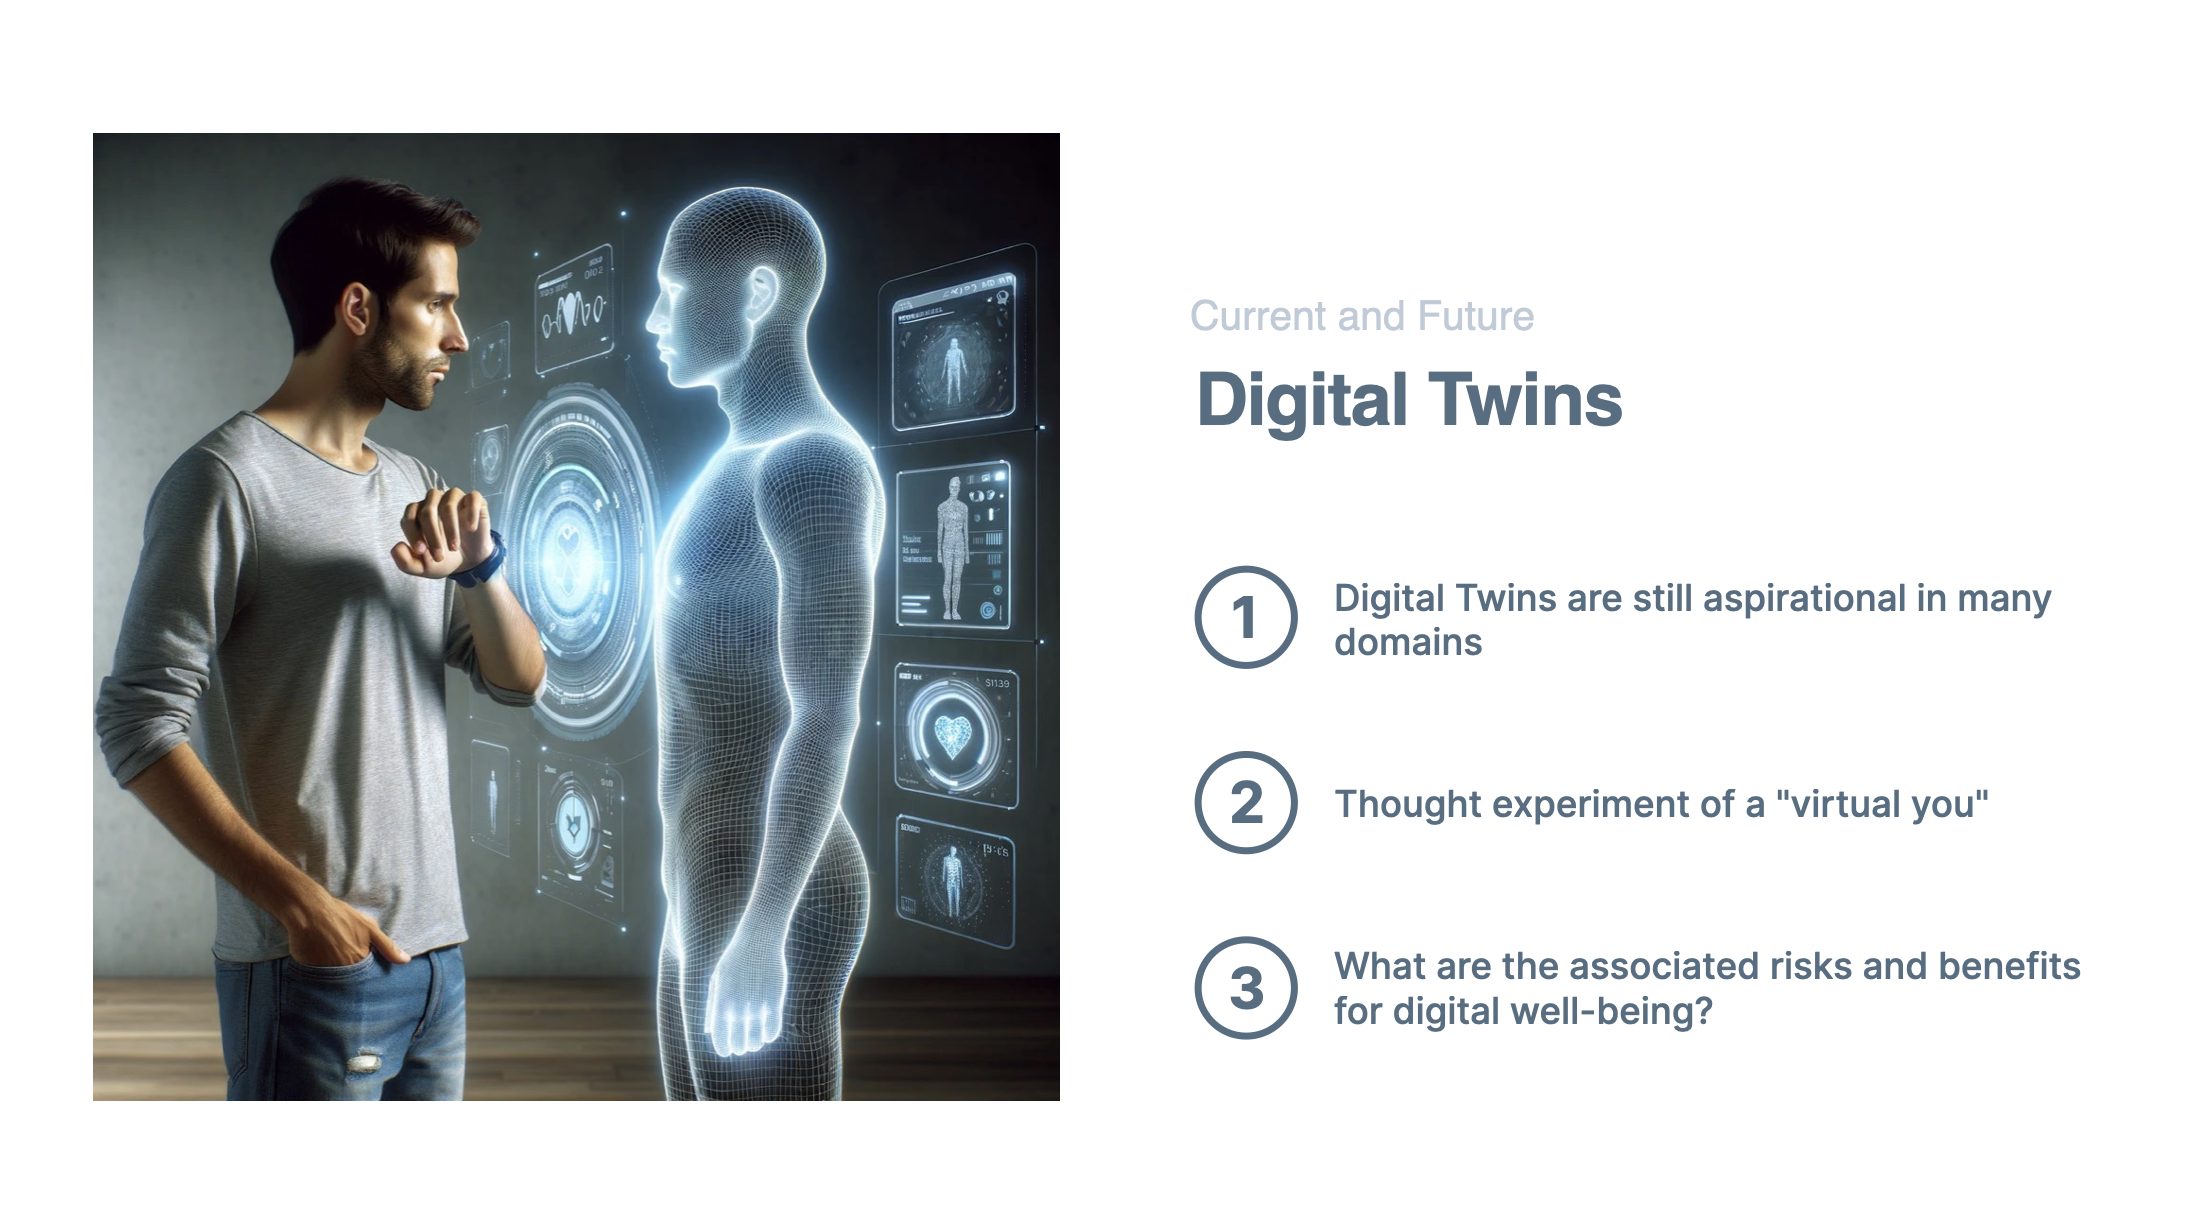 Current and Future
Digital Twins
1
Digital Twins are still aspirational in many
domains
2
Thought experiment of a "virtual you"
3
What are the associated risks and benefits
for digital well-being?